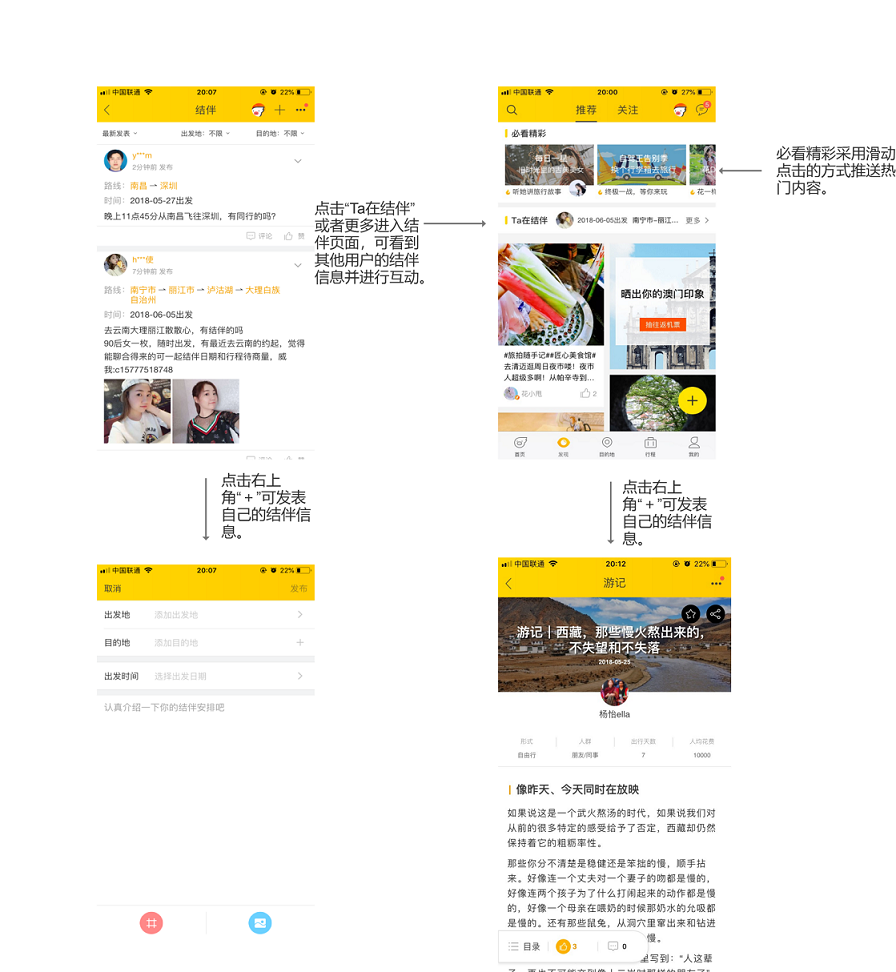 中国联通 20:07 22%
结伴
最新发表 出发地：不限 目的地：不限
y***m
2分钟前 发布
路线：南昌 → 深圳
时间：2018-05-27出发
晚上11点45分从南昌飞往深圳，有同行的吗?
评论 赞
h***便
7分钟前 发布
路线：南宁市 → 丽江市 → 泸沽湖 → 大理白族
自治州
时间：2018-06-05出发
去云南大理丽江散散心，有结伴的吗
90后女一枚，随时出发，有最近去云南的约起，觉得
能聊合得来的可一起结伴日期和行程待商量，威
我:c15777518748
点击“Ta在结伴”
或者更多进入结
伴页面，可看到
其他用户的结伴
信息并进行互动。
中国联通 20:00 27%
推荐 关注
5
必看精彩
每日一星
旧时光里的古典美女
自驾王告别季
换个行李箱去旅行
听她讲旅行故事
终极一战，等你来玩
花一样
Ta在结伴 2018-06-05出发 南宁市-丽江... 更多
#旅拍随手记##匠心美食馆#
去清迈逛周日夜市喽！夜市
人超级多啊！从帕辛寺到...
花小甩 2
晒出你的澳门印象
抽往返机票
首页 发现 目的地 行程 我的
必看精彩采用滑动
点击的方式推送热
门内容。
点击右上
角“＋”可发表
自己的结伴信
息。
中国联通 20:07 22%
取消 发布
出发地 添加出发地
目的地 添加目的地
出发时间 选择出发日期
认真介绍一下你的结伴安排吧
点击右上
角“＋”可发表
自己的结伴信
息。
中国联通 20:12 22%
游记
游记｜西藏，那些慢火熬出来的，
不失望和不失落
2018-05-25
杨怡ella
形式 人群 出行天数 人均花费
自由行 朋友/同事 7 10000
像昨天、今天同时在放映
如果说这是一个武火熬汤的时代，如果说我们对
从前的很多特定的感受给予了否定，西藏却仍然
保持着它的粗粝率性。
那些你分不清楚是稳健还是笨拙的慢，顺手拈
来。好像连一个丈夫对一个妻子的吻都是慢的，
好像连两个孩子为了什么打闹起来的动作都是慢
的，好像一个母亲在喂奶的时候那奶水的允吸都
是慢的。还有那些鼠兔，从洞穴里窜出来和钻进
慢。
目录 3 0
里写到：“人这辈